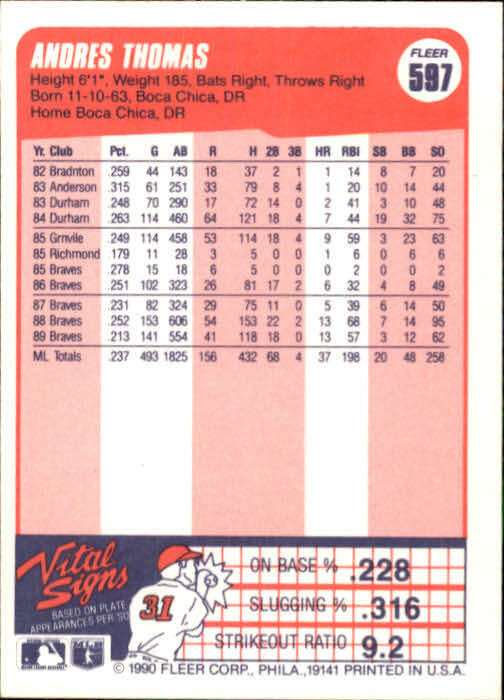 ANDRES THOMAS
FLEER
597
Height 6'1", Weight 185, Bats Right, Throws Right
Born 11-10-63, Boca Chica, DR
Home Boca Chica, DR
Yr. Club Pct. G AB R H 2B 3B HR RBI SB BB SO
82 Bradnton .259 44 143 18 37 2 1 1 14 8 7 20
83 Anderson .315 61 251 33 79 8 4 1 20 10 14 44
83 Durham .248 70 290 17 72 14 0 2 41 3 10 48
84 Durham .263 114 460 64 121 18 4 7 44 19 32 75
85 Grnvile .249 114 458 53 114 18 4 9 59 3 23 63
85 Richmond .179 11 28 3 5 0 0 1 6 0 6 6
85 Braves .278 15 18 6 5 0 0 0 2 0 0 2
86 Braves .251 102 323 26 81 17 2 6 32 4 8 49
87 Braves .231 82 324 29 75 11 0 5 39 6 14 50
88 Braves .252 153 606 54 153 22 2 13 68 7 14 95
89 Braves .213 141 554 41 118 18 0 13 57 3 12 62
ML Totals .237 493 1825 156 432 68 4 37 198 20 48 258
Vital
Signs
BASED ON PLATE
APPEARANCES PER SO
31
ON BASE % .228
SLUGGING % .316
STRIKEOUT RATIO 9.2
© 1990 FLEER CORP., PHILA., 19141 PRINTED IN U.S.A.